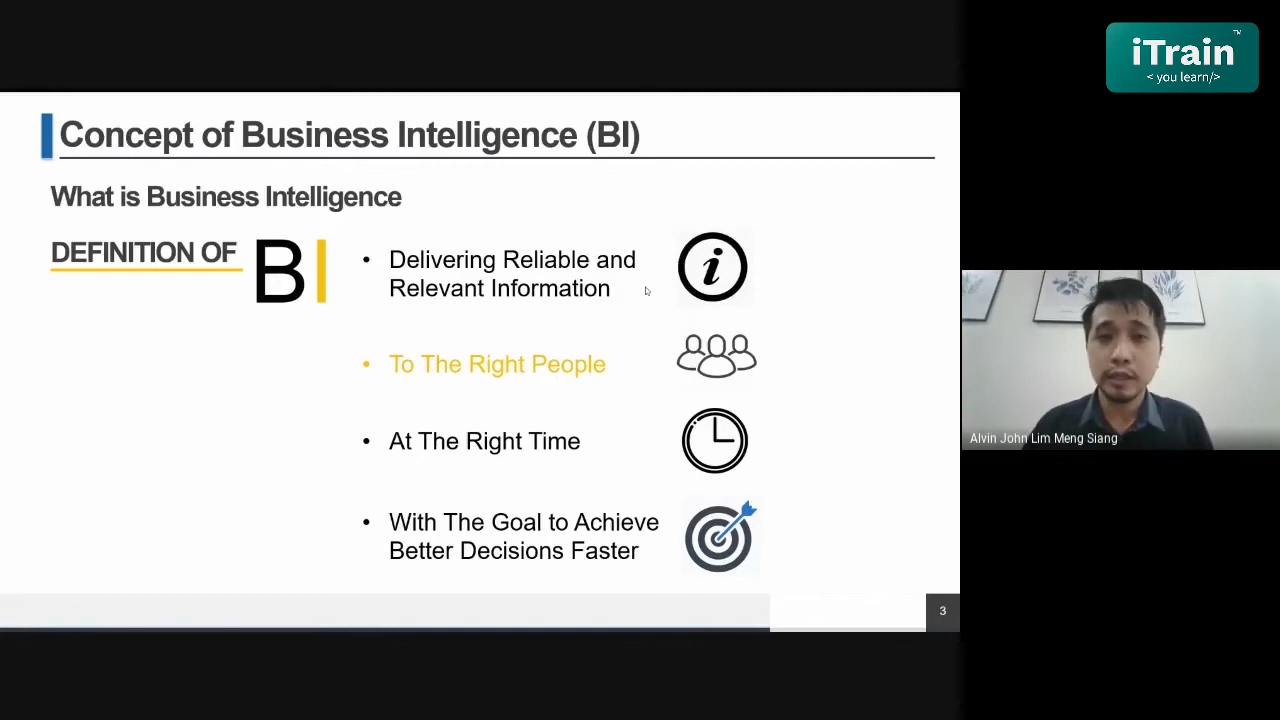 iTrain™
< you learn/>
Concept of Business Intelligence (BI)
What is Business Intelligence
DEFINITION OF BI
• Delivering Reliable and
Relevant Information
• To The Right People
• At The Right Time
• With The Goal to Achieve
Better Decisions Faster
3
Alvin John Lim Meng Siang